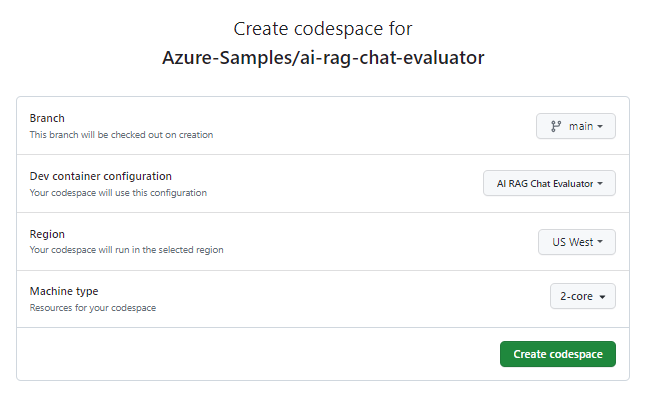 Create codespace for
Azure-Samples/ai-rag-chat-evaluator
Branch
This branch will be checked out on creation
main
Dev container configuration
Your codespace will use this configuration
AI RAG Chat Evaluator
Region
Your codespace will run in the selected region
US West
Machine type
Resources for your codespace
2-core
Create codespace